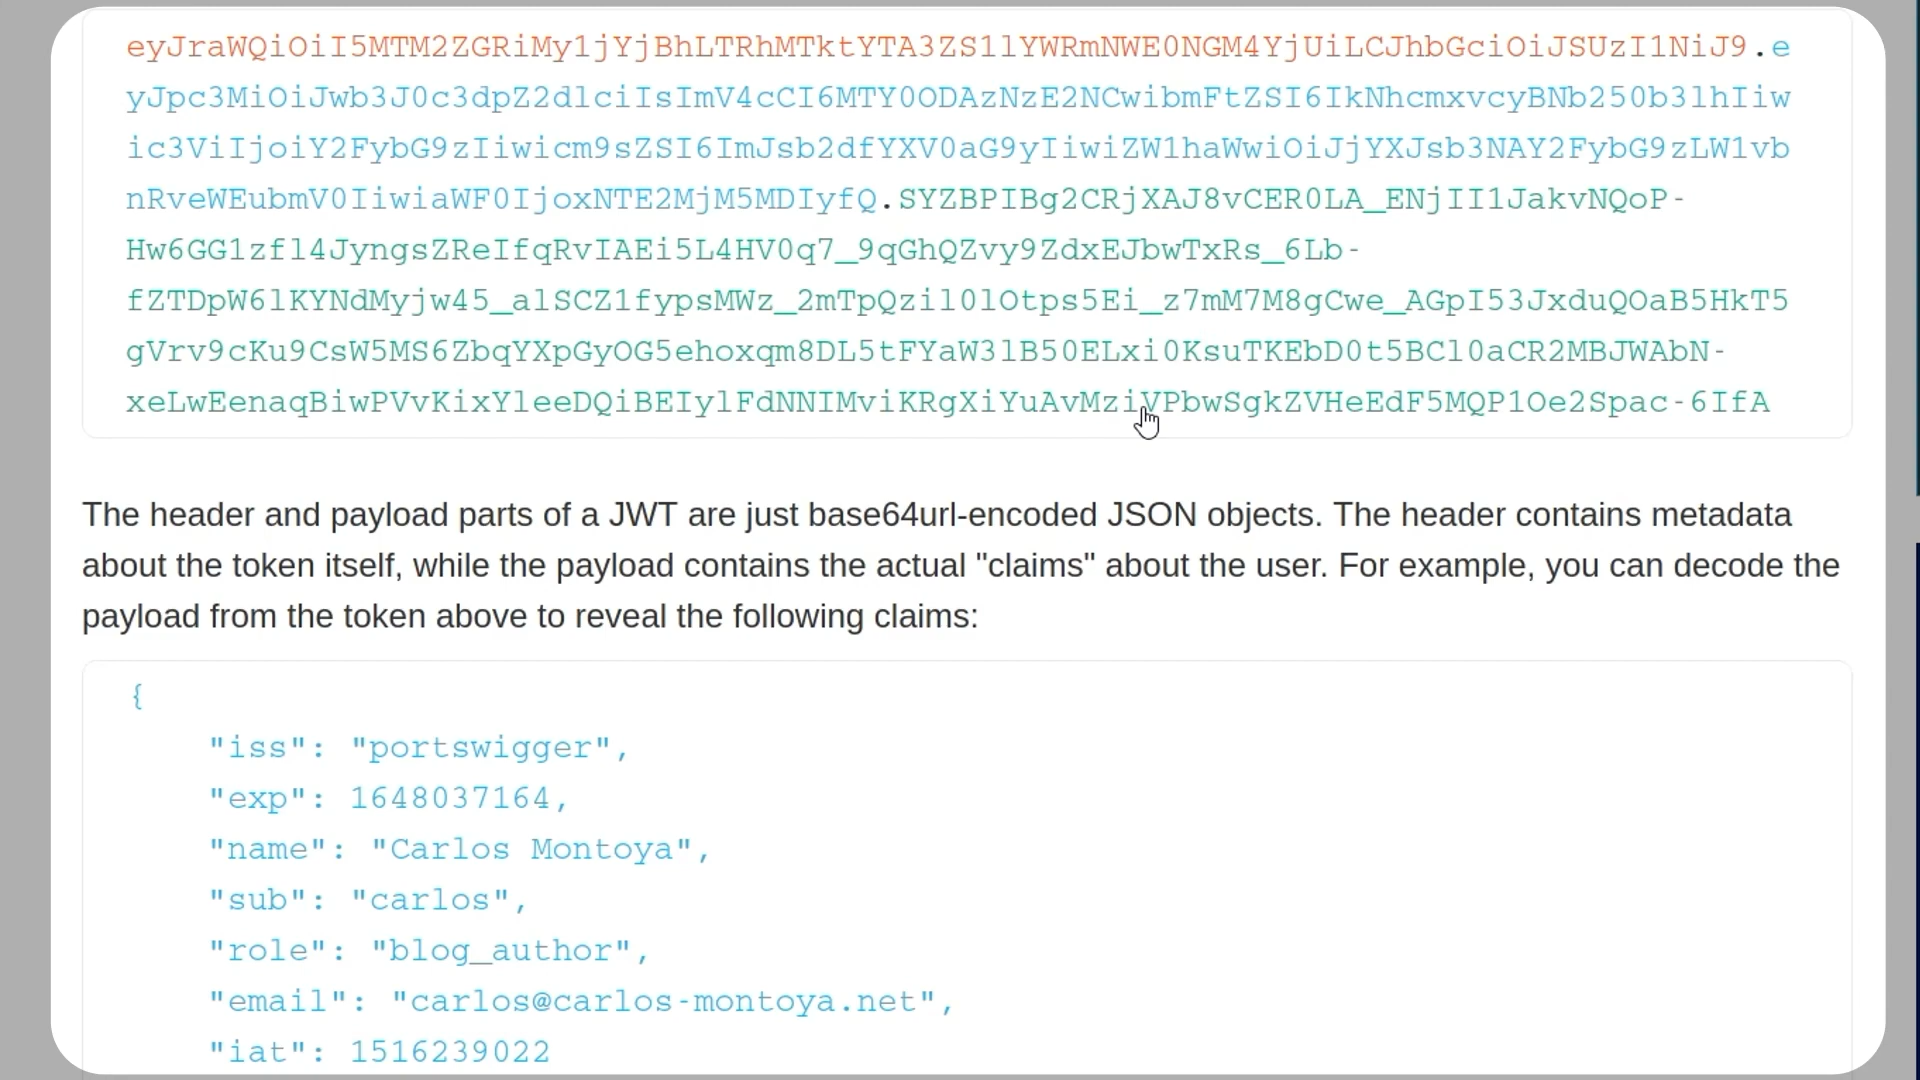 eyJraWQiOiI5MTM2ZGRiMy1jYjBhLTRhMTktYTA3ZS1lYWRmNWE0NGM4YjUiLCJhbGciOiJSUzI1NiJ9.e
yJpc3MiOiJwb3J0c3dpZ2dlciIsImV4cCI6MTY0ODAzNzE2NCwibmFtZSI6IkNhcmxvcyBNb250b3lhIiw
ic3ViIjoiY2FybG9zIiwicm9sZSI6ImJsb2dfYXV0aG9yIiwiZW1haWwiOiJjYXJsb3NAY2FybG9zLW1vb
nRveWEubmV0IiwiaWF0IjoxNTE2MjM5MDIyfQ.SYZBPIBg2CRjXAJ8vCER0LA_ENjII1JakvNQoP-
Hw6GG1zfl4JyngsZReIfqRvIAEi5L4HV0q7_9qGhQZvy9ZdxEJbwTxRs_6Lb-
fZTDpW6lKYNdMyjw45_alSCZ1fypsMWz_2mTpQzil0lOtps5Ei_z7mM7M8gCwe_AGpI53JxduQOaB5HkT5
gVrv9cKu9CsW5MS6ZbqYXpGyOG5ehoxqm8DL5tFYaW3lB50ELxi0KsuTKEbD0t5BCl0aCR2MBJWAbN-
xeLwEenaqBiwPVvKixYleeDQiBEIylFdNNIMviKRgXiYuAvMziVPbwSgkZVHeEdF5MQP1Oe2Spac-6IfA
The header and payload parts of a JWT are just base64url-encoded JSON objects. The header contains metadata
about the token itself, while the payload contains the actual "claims" about the user. For example, you can decode the
payload from the token above to reveal the following claims:
{
"iss": "portswigger",
"exp": 1648037164,
"name": "Carlos Montoya",
"sub": "carlos",
"role": "blog_author",
"email": "carlos@carlos-montoya.net",
"iat": 1516239022